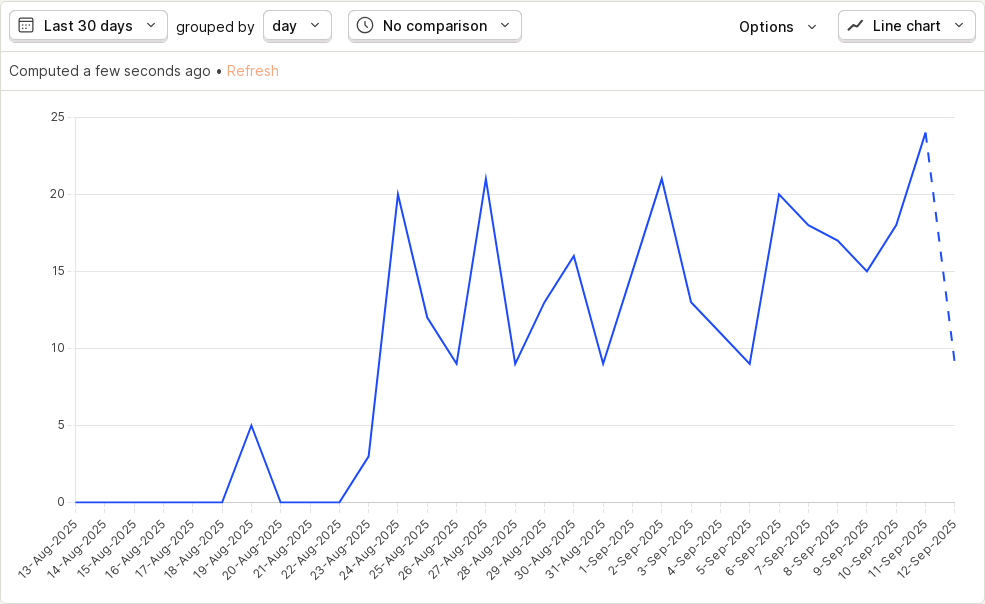 Last 30 days grouped by day No comparison Options Line chart
Computed a few seconds ago • Refresh
25
20
15
10
5
0
13-Aug-2025
14-Aug-2025
15-Aug-2025
16-Aug-2025
17-Aug-2025
18-Aug-2025
19-Aug-2025
20-Aug-2025
21-Aug-2025
22-Aug-2025
23-Aug-2025
24-Aug-2025
25-Aug-2025
26-Aug-2025
27-Aug-2025
28-Aug-2025
29-Aug-2025
30-Aug-2025
31-Aug-2025
1-Sep-2025
2-Sep-2025
3-Sep-2025
4-Sep-2025
5-Sep-2025
6-Sep-2025
7-Sep-2025
8-Sep-2025
9-Sep-2025
10-Sep-2025
11-Sep-2025
12-Sep-2025